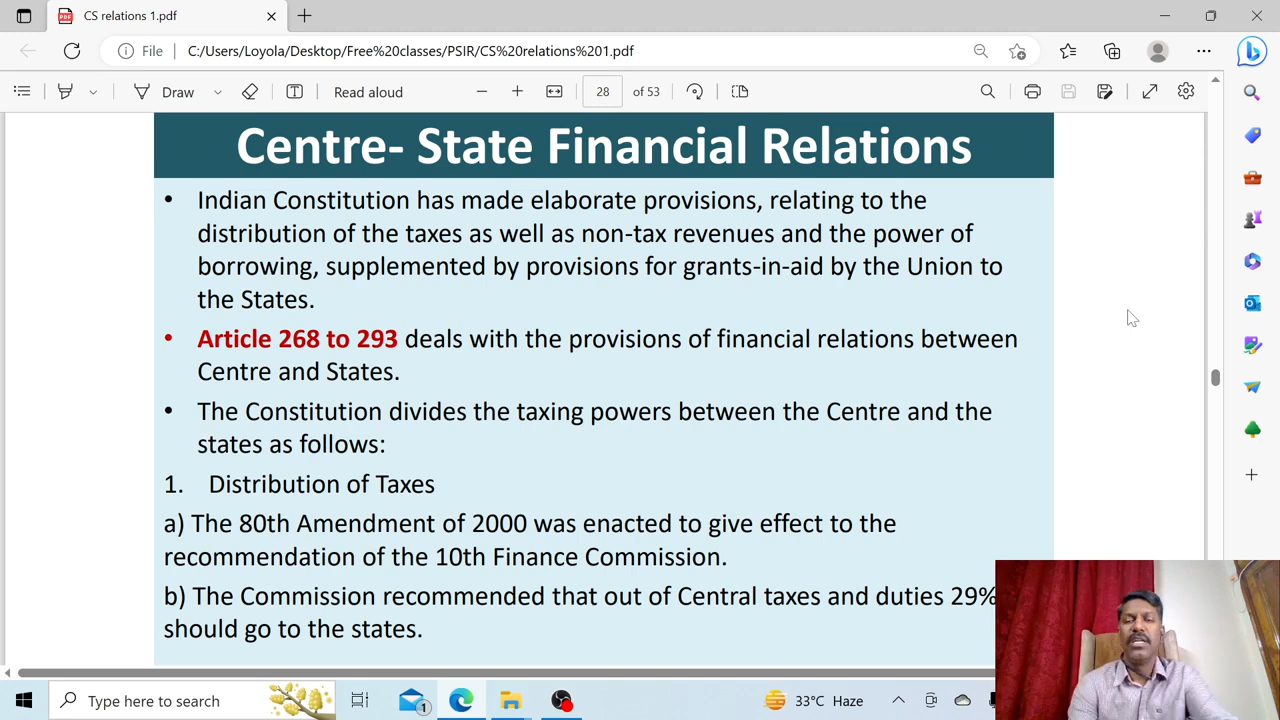 CS relations 1.pdf
File
C:/Users/Loyola/Desktop/Free%20classes/PSIR/CS%20relations%201.pdf
Draw
Read aloud
28
of 53
Centre- State Financial Relations
• Indian Constitution has made elaborate provisions, relating to the
distribution of the taxes as well as non-tax revenues and the power of
borrowing, supplemented by provisions for grants-in-aid by the Union to
the States.
• Article 268 to 293 deals with the provisions of financial relations between
Centre and States.
• The Constitution divides the taxing powers between the Centre and the
states as follows:
1. Distribution of Taxes
a) The 80th Amendment of 2000 was enacted to give effect to the
recommendation of the 10th Finance Commission.
b) The Commission recommended that out of Central taxes and duties 29%
should go to the states.
Type here to search
1
33°C Haze